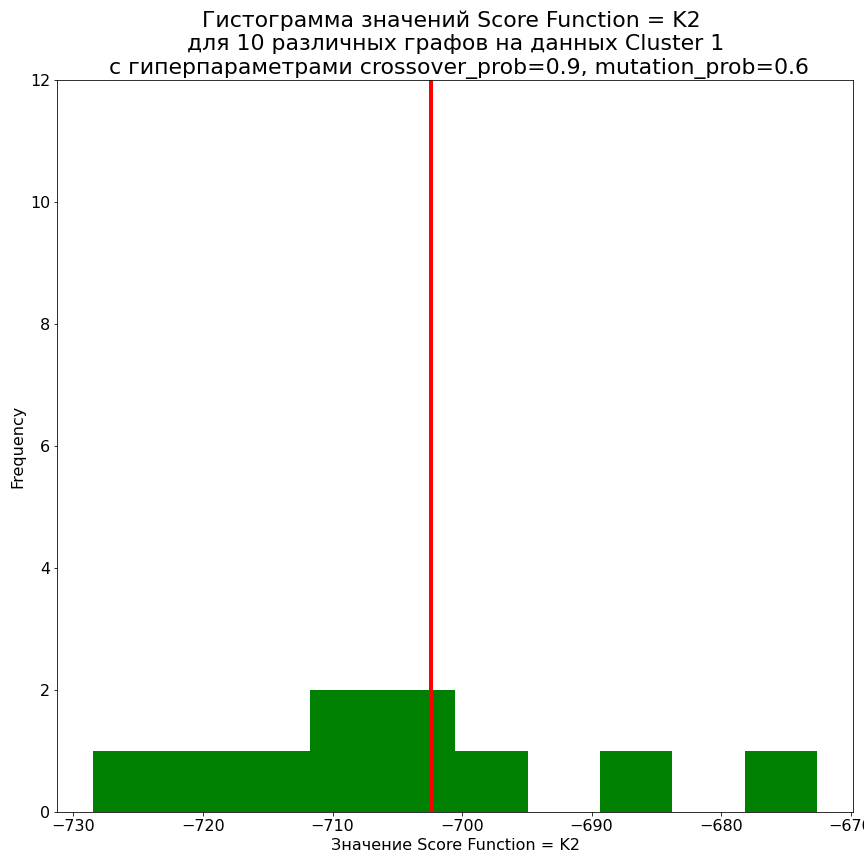 Гистограмма значений Score Function = K2
для 10 различных графов на данных Cluster 1
с гиперпараметрами crossover_prob=0.9, mutation_prob=0.6
12
10
8
6
4
2
0
Frequency
−730 −720 −710 −700 −690 −680 −670
Значение Score Function = K2